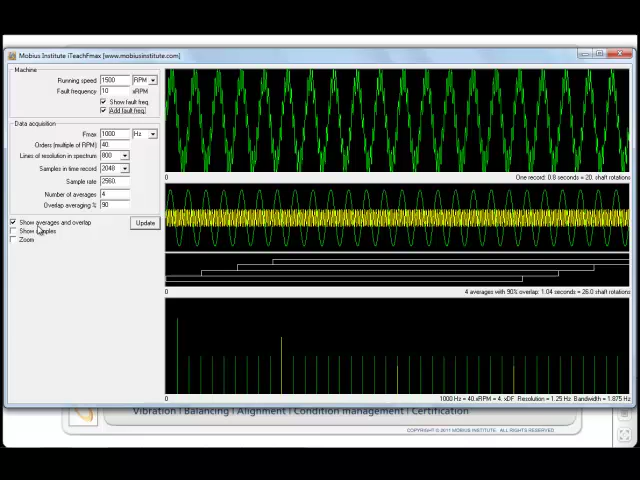 Mobius Institute iTeachFmax [www.mobiusinstitute.com]
Machine
Running speed 1500 RPM
Fault frequency 10 xRPM
Show fault freq.
Add fault freq.
Data acquisition
Fmax 1000 Hz
Orders (multiple of RPM) 40.
Lines of resolution in spectrum 800
Samples in time record 2048
Sample rate 2560.
Number of averages 4
Overlap averaging % 90
Show averages and overlap
Update
Show samples
Zoom
0 One record: 0.8 seconds = 20. shaft rotations
0 4 averages with 90% overlap: 1.04 seconds = 26.0 shaft rotations
0 1000 Hz = 40.xRPM = 4. xDF Resolution = 1.25 Hz Bandwidth = 1.875 Hz
Vibration | Balancing | Alignment | Condition management | Certification
COPYRIGHT © 2011 MOBIUS INSTITUTE. ALL RIGHTS RESERVED